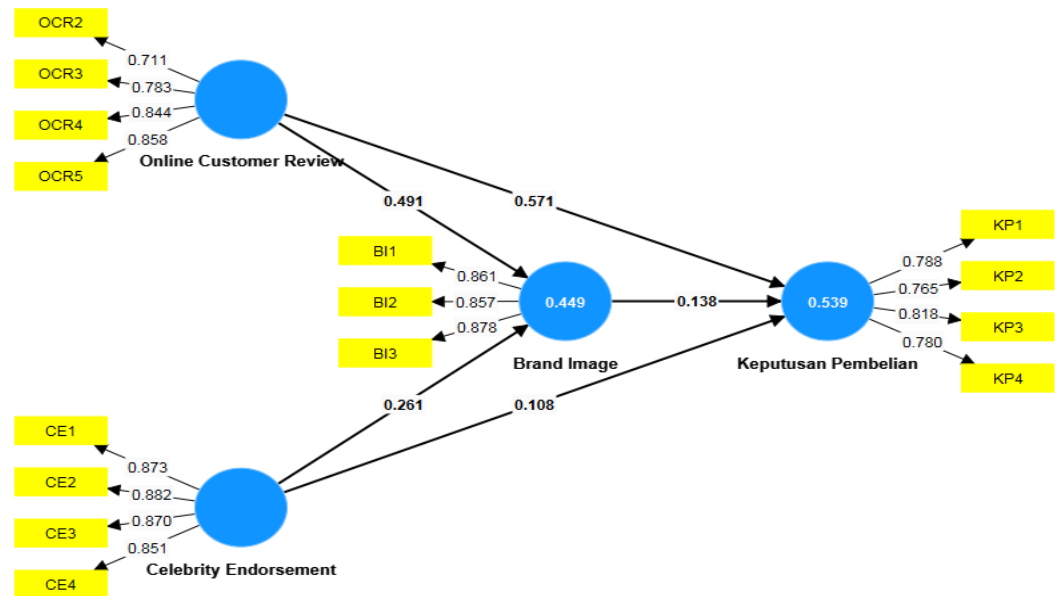 OCR2
0.711
OCR3
0.783
OCR4
0.844
OCR5
0.858
Online Customer Review
0.491
0.571
BI1
0.861
BI2
0.857
BI3
0.878
0.449
Brand Image
0.138
0.539
Keputusan Pembelian
KP1
0.788
KP2
0.765
KP3
0.818
KP4
0.780
0.261
0.108
CE1
0.873
CE2
0.882
CE3
0.870
CE4
0.851
Celebrity Endorsement